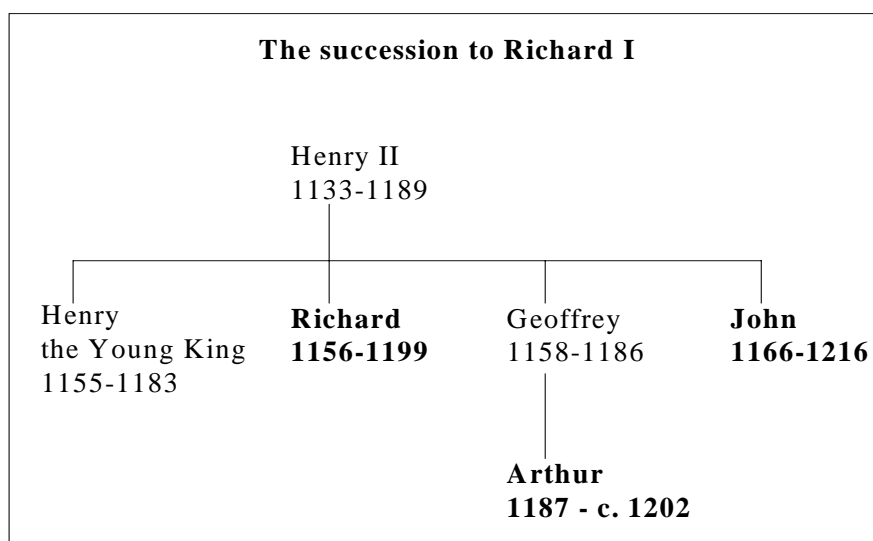 The succession to Richard I
Henry II
1133-1189
Henry
the Young King
1155-1183
Richard
1156-1199
Geoffrey
1158-1186
John
1166-1216
Arthur
1187 - c. 1202